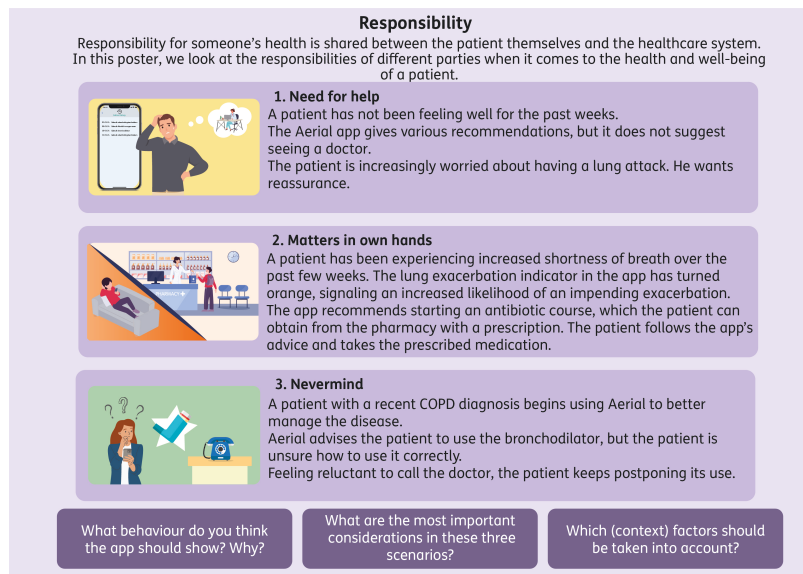 Responsibility
Responsibility for someone's health is shared between the patient themselves and the healthcare system.
In this poster, we look at the responsibilities of different parties when it comes to the health and well-being
of a patient.
1. Need for help
A patient has not been feeling well for the past weeks.
The Aerial app gives various recommendations, but it does not suggest
seeing a doctor.
The patient is increasingly worried about having a lung attack. He wants
reassurance.
2. Matters in own hands
A patient has been experiencing increased shortness of breath over the
past few weeks. The lung exacerbation indicator in the app has turned
orange, signaling an increased likelihood of an impending exacerbation.
The app recommends starting an antibiotic course, which the patient can
obtain from the pharmacy with a prescription. The patient follows the app's
advice and takes the prescribed medication.
PHARMACY
3. Nevermind
A patient with a recent COPD diagnosis begins using Aerial to better
manage the disease.
Aerial advises the patient to use the bronchodilator, but the patient is
unsure how to use it correctly.
Feeling reluctant to call the doctor, the patient keeps postponing its use.
? ? ?
What behaviour do you think
the app should show? Why?
What are the most important
considerations in these three
scenarios?
Which (context) factors should
be taken into account?